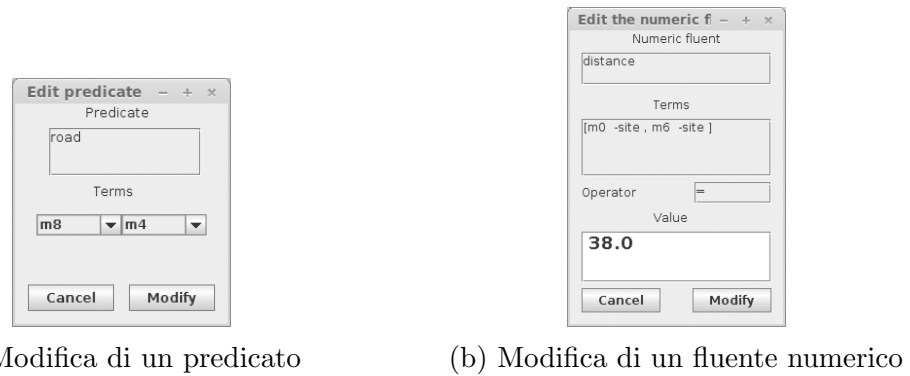 Edit predicate
Predicate
road
Terms
m8 m4
Cancel Modify
Modifica di un predicato
Edit the numeric fl
Numeric fluent
distance
Terms
[m0 -site , m6 -site ]
Operator =
Value
38.0
Cancel Modify
(b) Modifica di un fluente numerico